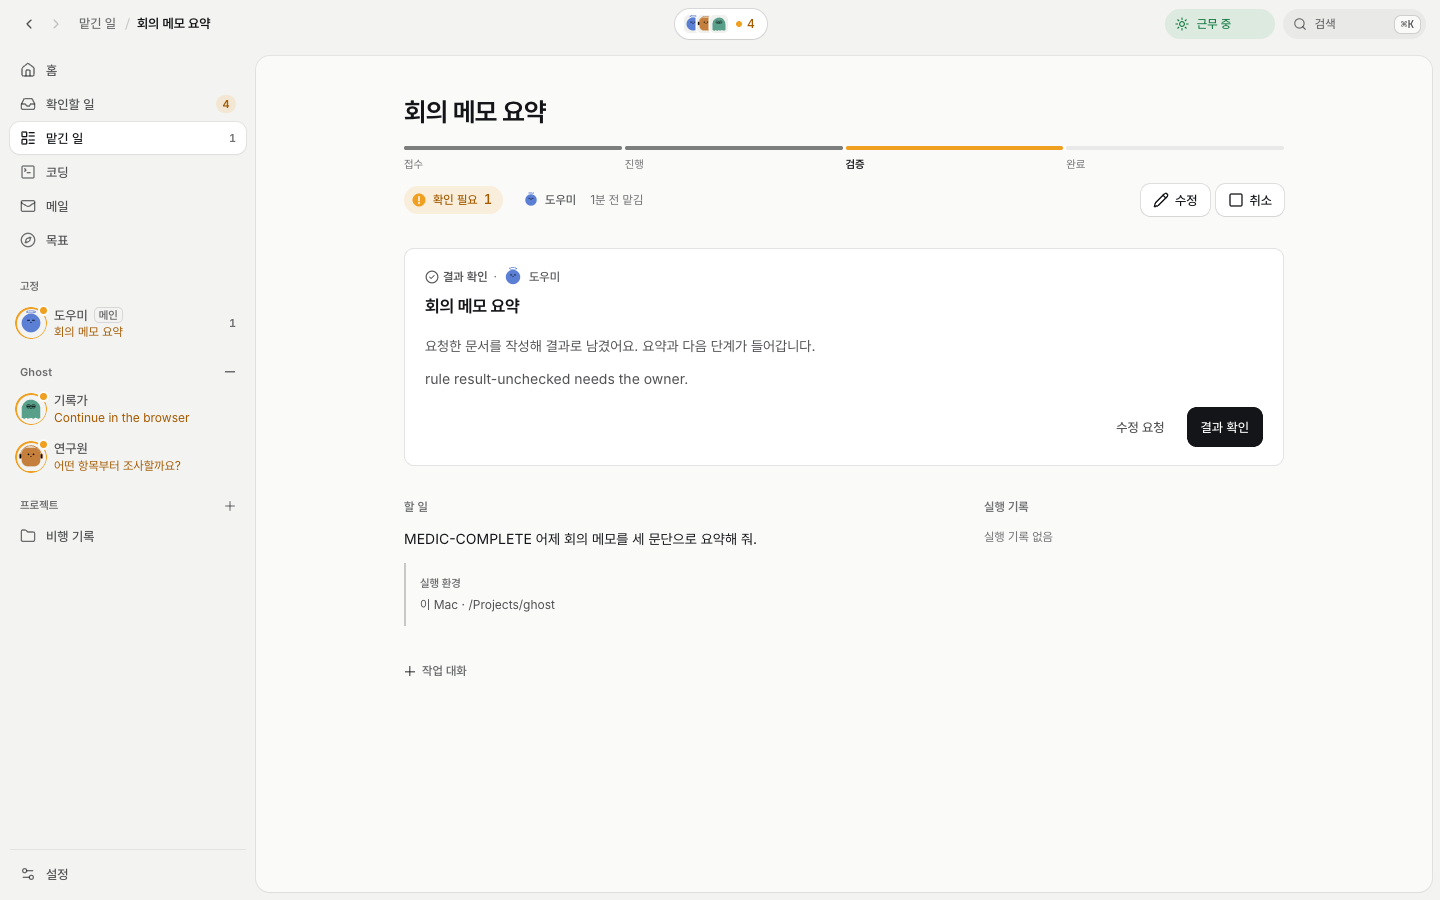 맡긴 일 / 회의 메모 요약
4
근무 중
검색
⌘K
홈
확인할 일 4
맡긴 일 1
코딩
메일
목표
고정
도우미 메인
회의 메모 요약
1
Ghost
기록가
Continue in the browser
연구원
어떤 항목부터 조사할까요?
프로젝트
비행 기록
설정
회의 메모 요약
접수
진행
검증
완료
확인 필요 1
도우미
1분 전 맡김
수정
취소
결과 확인 · 도우미
회의 메모 요약
요청한 문서를 작성해 결과로 남겼어요. 요약과 다음 단계가 들어갑니다.
rule result-unchecked needs the owner.
수정 요청
결과 확인
할 일
MEDIC-COMPLETE 어제 회의 메모를 세 문단으로 요약해 줘.
실행 환경
이 Mac · /Projects/ghost
작업 대화
실행 기록
실행 기록 없음